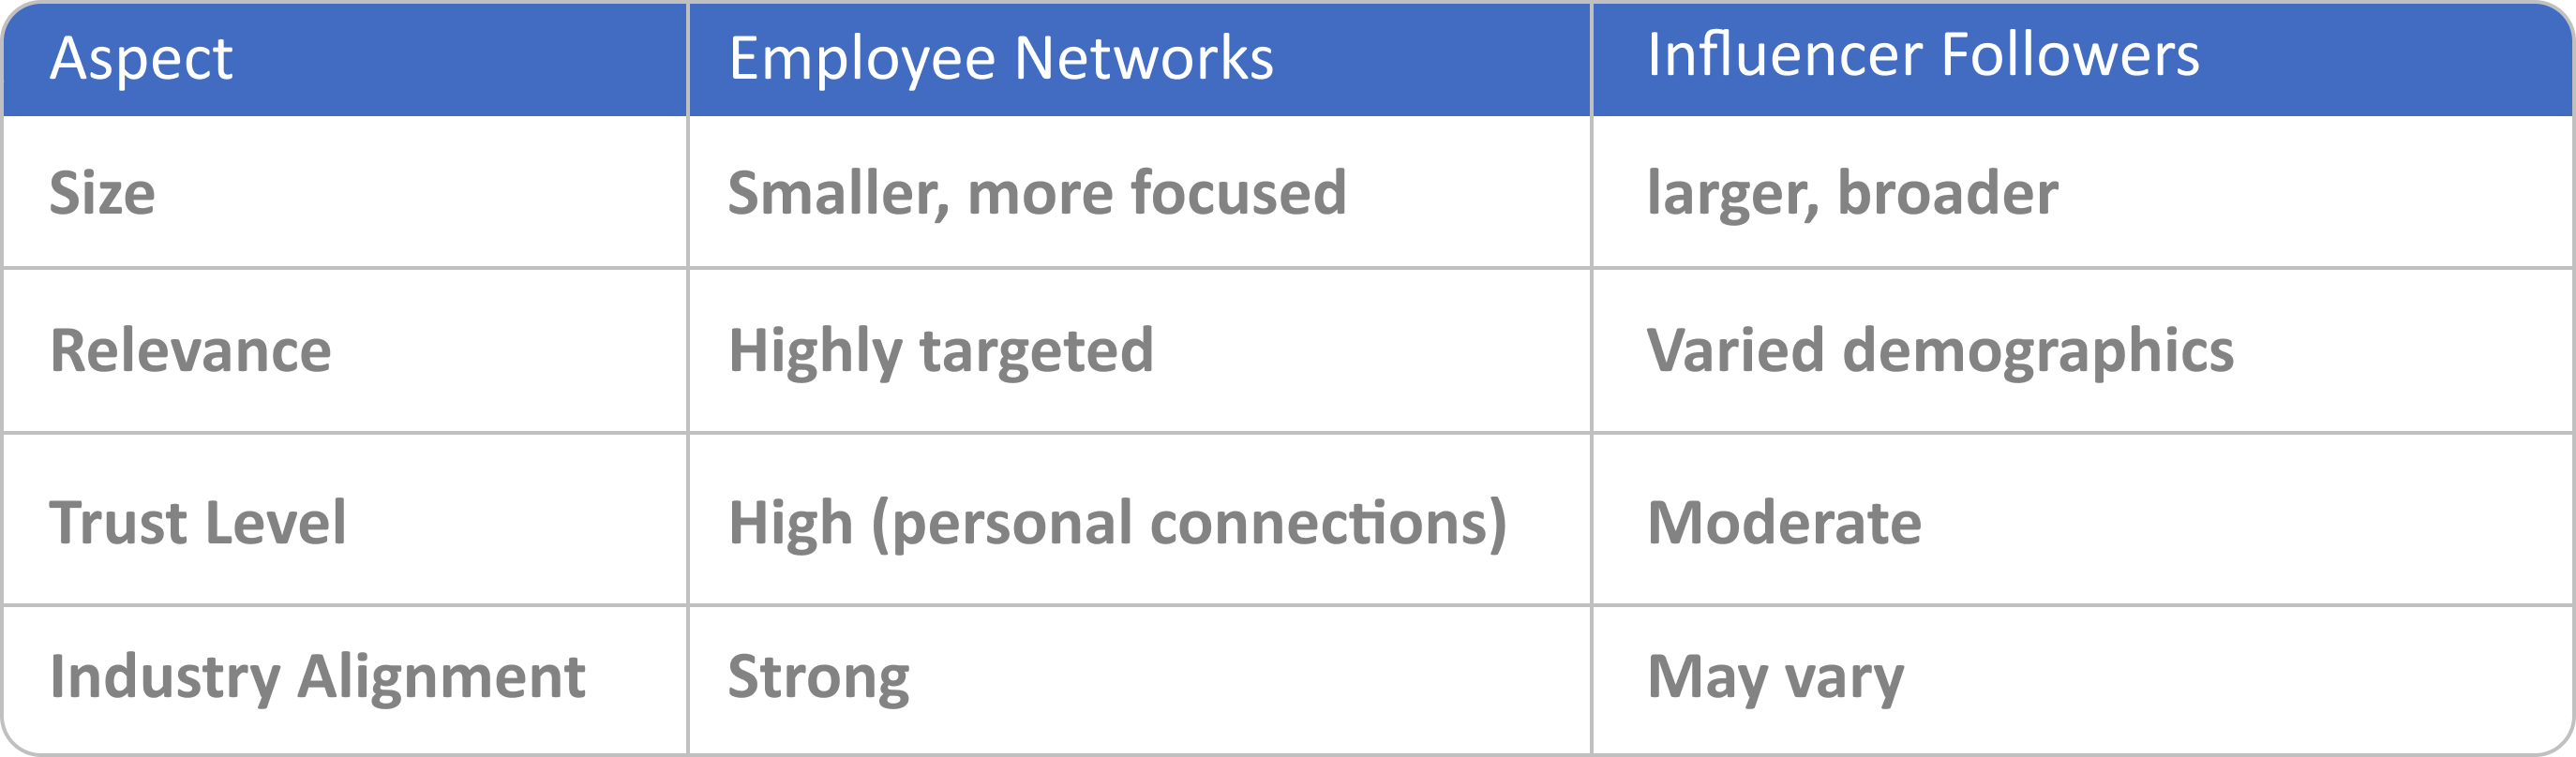 Aspect Employee Networks Influencer Followers
Size Smaller, more focused larger, broader
Relevance Highly targeted Varied demographics
Trust Level High (personal connections) Moderate
Industry Alignment Strong May vary